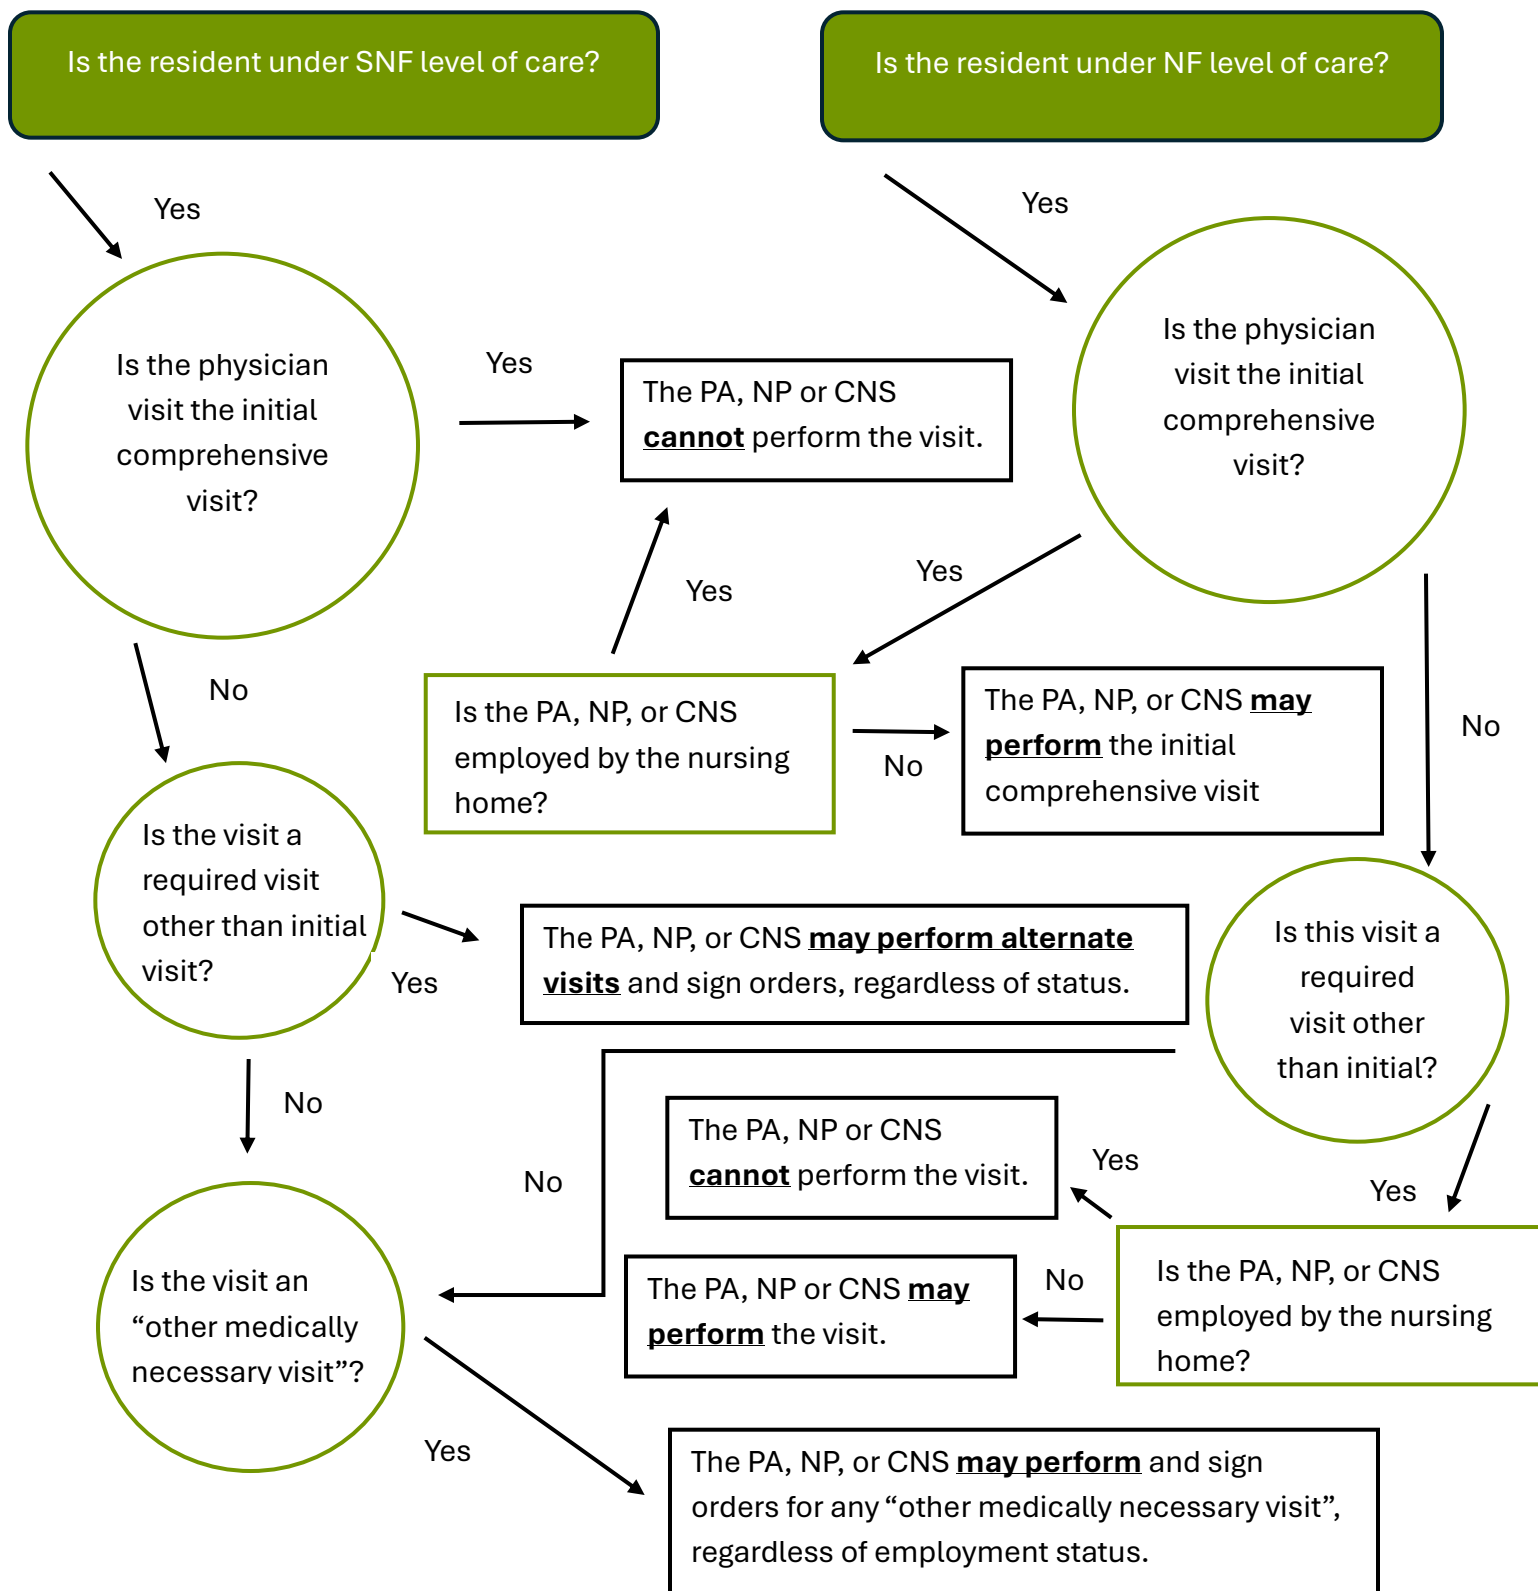 Is the resident under SNF level of care?
Is the resident under NF level of care?
Yes
Yes
Is the physician
visit the initial
comprehensive
visit?
Yes
The PA, NP or CNS
cannot perform the visit.
Is the physician
visit the initial
comprehensive
visit?
Yes
Yes
No
Is the PA, NP, or CNS
employed by the nursing
home?
No
The PA, NP, or CNS may
perform the initial
comprehensive visit
No
Is the visit a
required visit
other than initial
visit?
Yes
The PA, NP, or CNS may perform alternate
visits and sign orders, regardless of status.
Is this visit a
required
visit other
than initial?
No
No
The PA, NP or CNS
cannot perform the visit.
Yes
Yes
Is the visit an
“other medically
necessary visit”?
The PA, NP or CNS may
perform the visit.
No
Is the PA, NP, or CNS
employed by the nursing
home?
Yes
The PA, NP, or CNS may perform and sign
orders for any “other medically necessary visit”,
regardless of employment status.